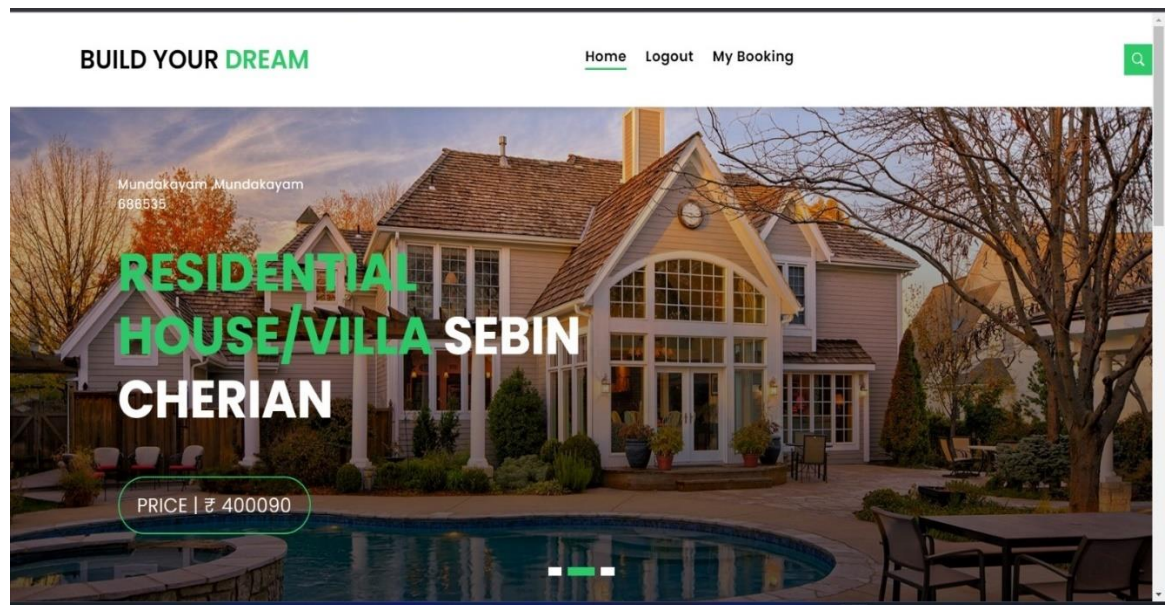 BUILD YOUR DREAM
Home Logout My Booking
Mundakayam ,Mundakayam
686535
RESIDENTIAL
HOUSE/VILLA SEBIN
CHERIAN
PRICE | ₹ 400090